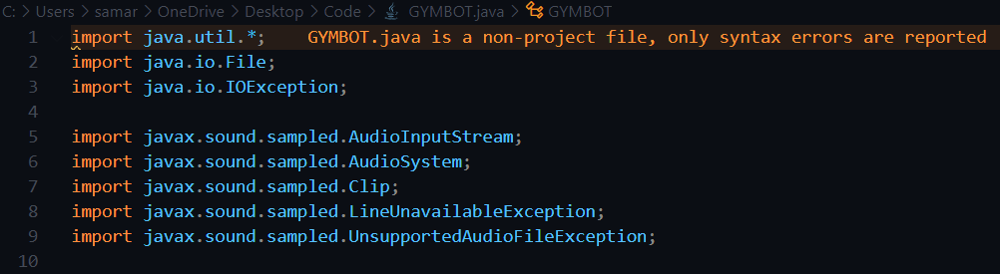 C: > Users > samar > OneDrive > Desktop > Code > GYMBOT.java > GYMBOT
1 import java.util.*; GYMBOT.java is a non-project file, only syntax errors are reported
2 import java.io.File;
3 import java.io.IOException;
4
5 import javax.sound.sampled.AudioInputStream;
6 import javax.sound.sampled.AudioSystem;
7 import javax.sound.sampled.Clip;
8 import javax.sound.sampled.LineUnavailableException;
9 import javax.sound.sampled.UnsupportedAudioFileException;
10